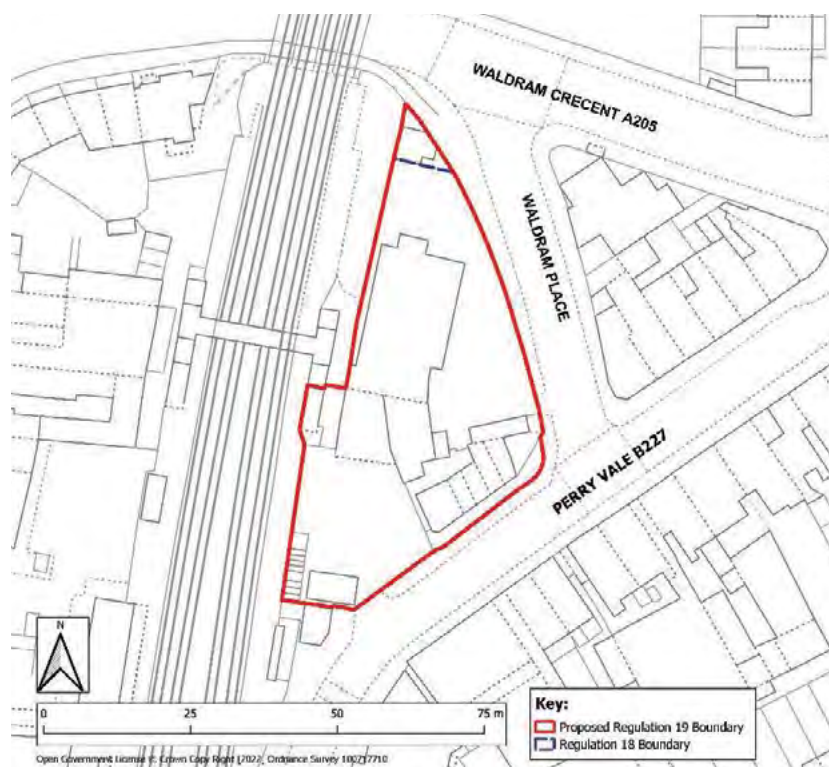 WALDRAM CRECENT A205
WALDRAM PLACE
PERRY VALE B227
N
0 25 50 75 m
Key:
Proposed Regulation 19 Boundary
Regulation 18 Boundary
Open Government License © Crown Copy Right [2022] Ordnance Survey 100717710